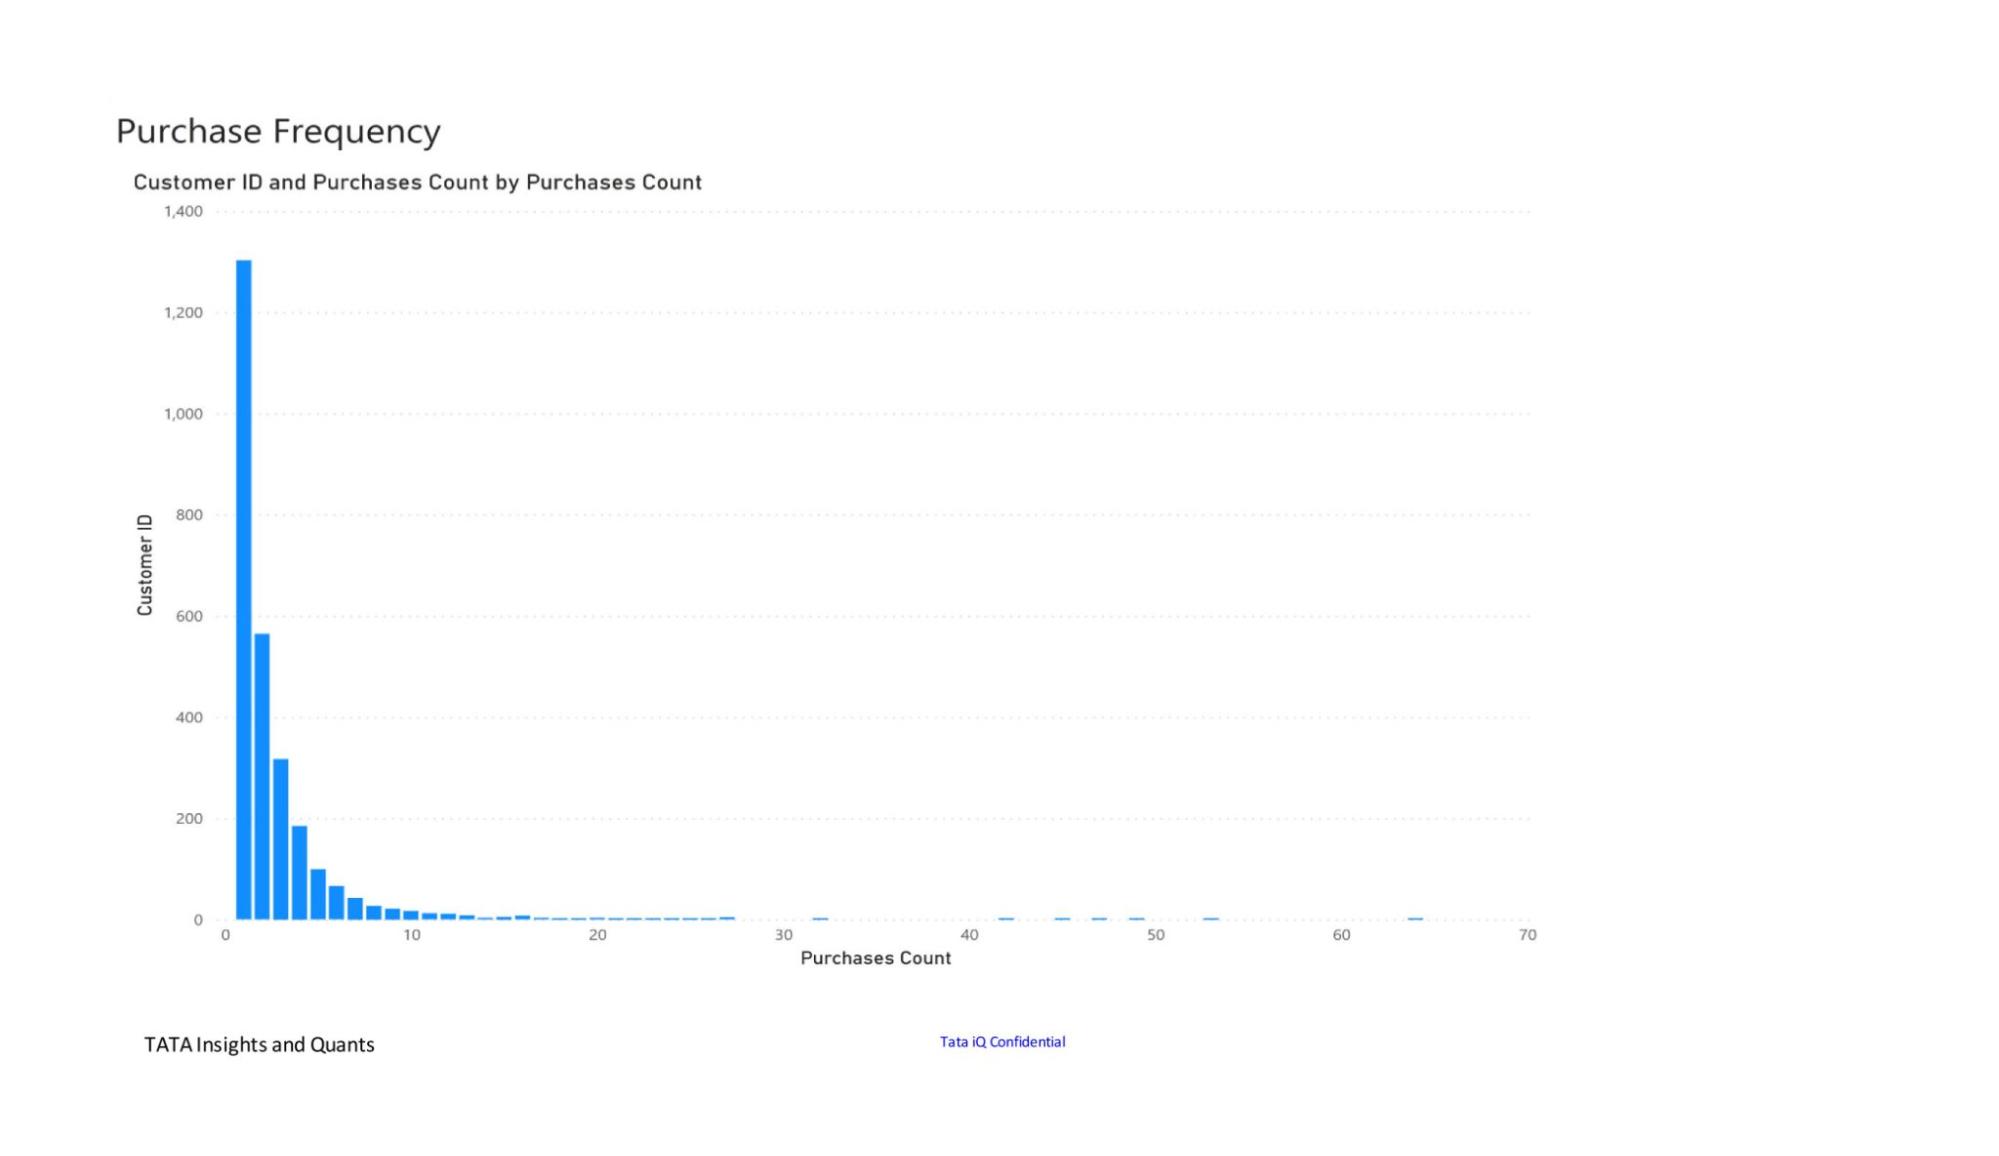 Purchase Frequency
Customer ID and Purchases Count by Purchases Count
1,400
1,200
1,000
800
600
400
200
0
Customer ID
0 10 20 30 40 50 60 70
Purchases Count
TATA Insights and Quants
Tata iQ Confidential